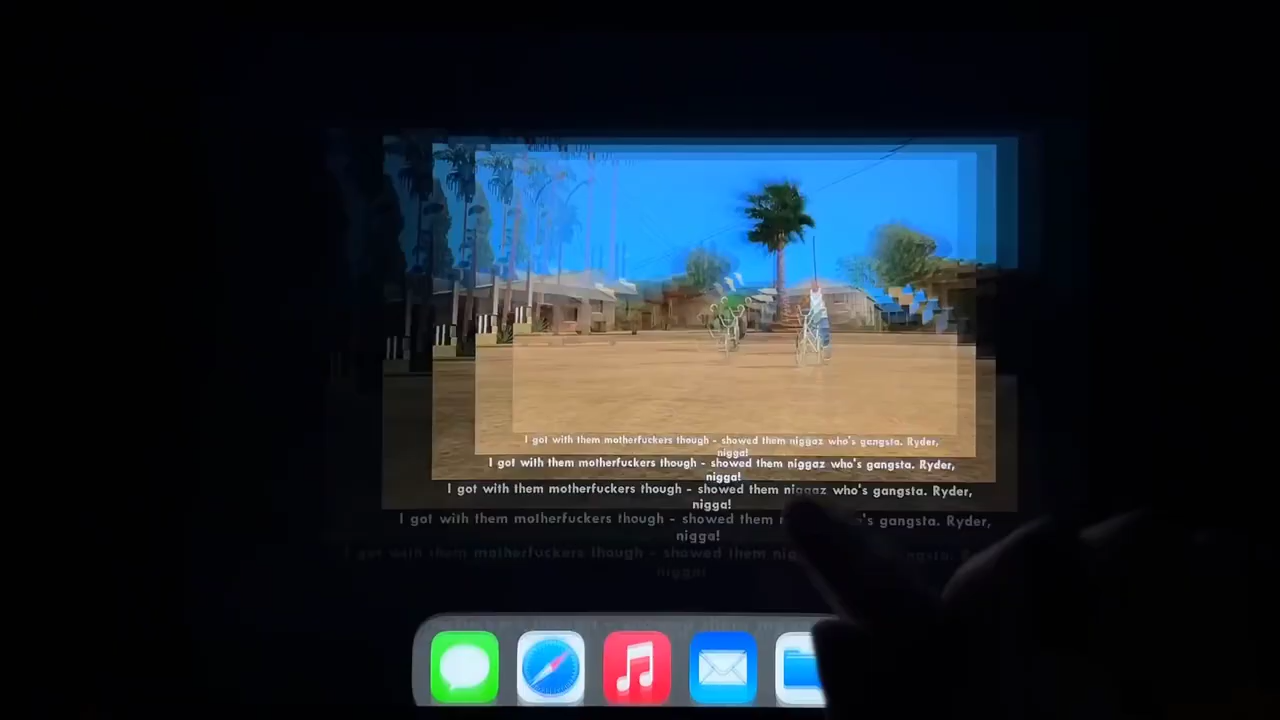 I got with them motherfuckers though - showed them niggaz who's gangsta. Ryder,
nigga!
I got with them motherfuckers though - showed them niggaz who's gangsta. Ryder,
nigga!
I got with them motherfuckers though - showed them niggaz who's gangsta. Ryder,
nigga!
I got with them motherfuckers though - showed them gangsta. Ryder,
nigga!
I got with them motherfuckers though - showed them
nigga!